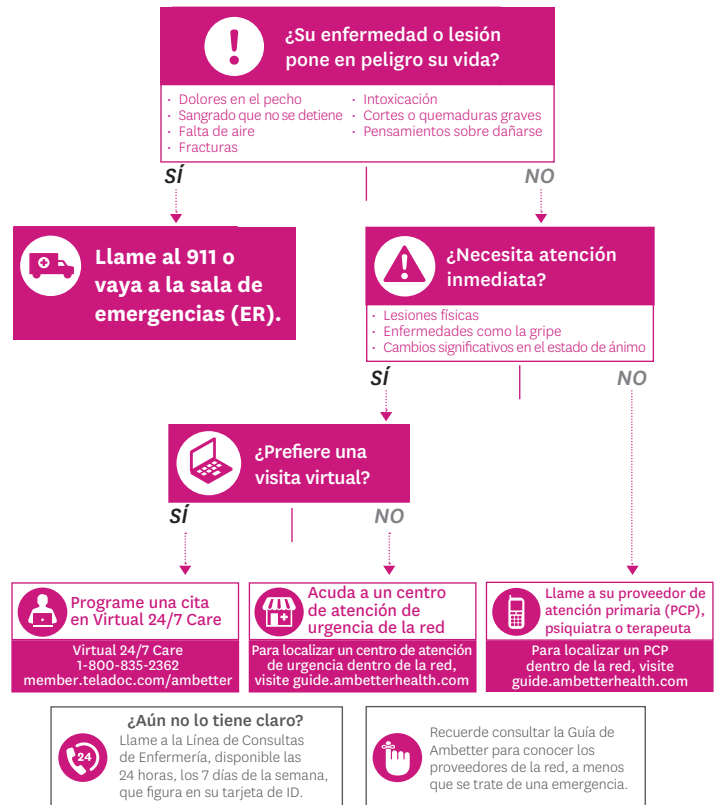 ¿Su enfermedad o lesión
pone en peligro su vida?
· Dolores en el pecho
· Sangrado que no se detiene
· Falta de aire
· Fracturas
· Intoxicación
· Cortes o quemaduras graves
· Pensamientos sobre dañarse
SÍ
NO
Llame al 911 o
vaya a la sala de
emergencias (ER).
¿Necesita atención
inmediata?
· Lesiones físicas
· Enfermedades como la gripe
· Cambios significativos en el estado de ánimo
SÍ
NO
¿Prefiere una
visita virtual?
SÍ
NO
Programe una cita
en Virtual 24/7 Care
Virtual 24/7 Care
1-800-835-2362
member.teladoc.com/ambetter
Acuda a un centro
de atención de
urgencia de la red
Para localizar un centro de atención
de urgencia dentro de la red,
visite guide.ambetterhealth.com
Llame a su proveedor de
atención primaria (PCP),
psiquiatra o terapeuta
Para localizar un PCP
dentro de la red, visite
guide.ambetterhealth.com
24
¿Aún no lo tiene claro?
Llame a la Línea de Consultas
de Enfermería, disponible las
24 horas, los 7 días de la semana,
que figura en su tarjeta de ID.
Recuerde consultar la Guía de
Ambetter para conocer los
proveedores de la red, a menos
que se trate de una emergencia.